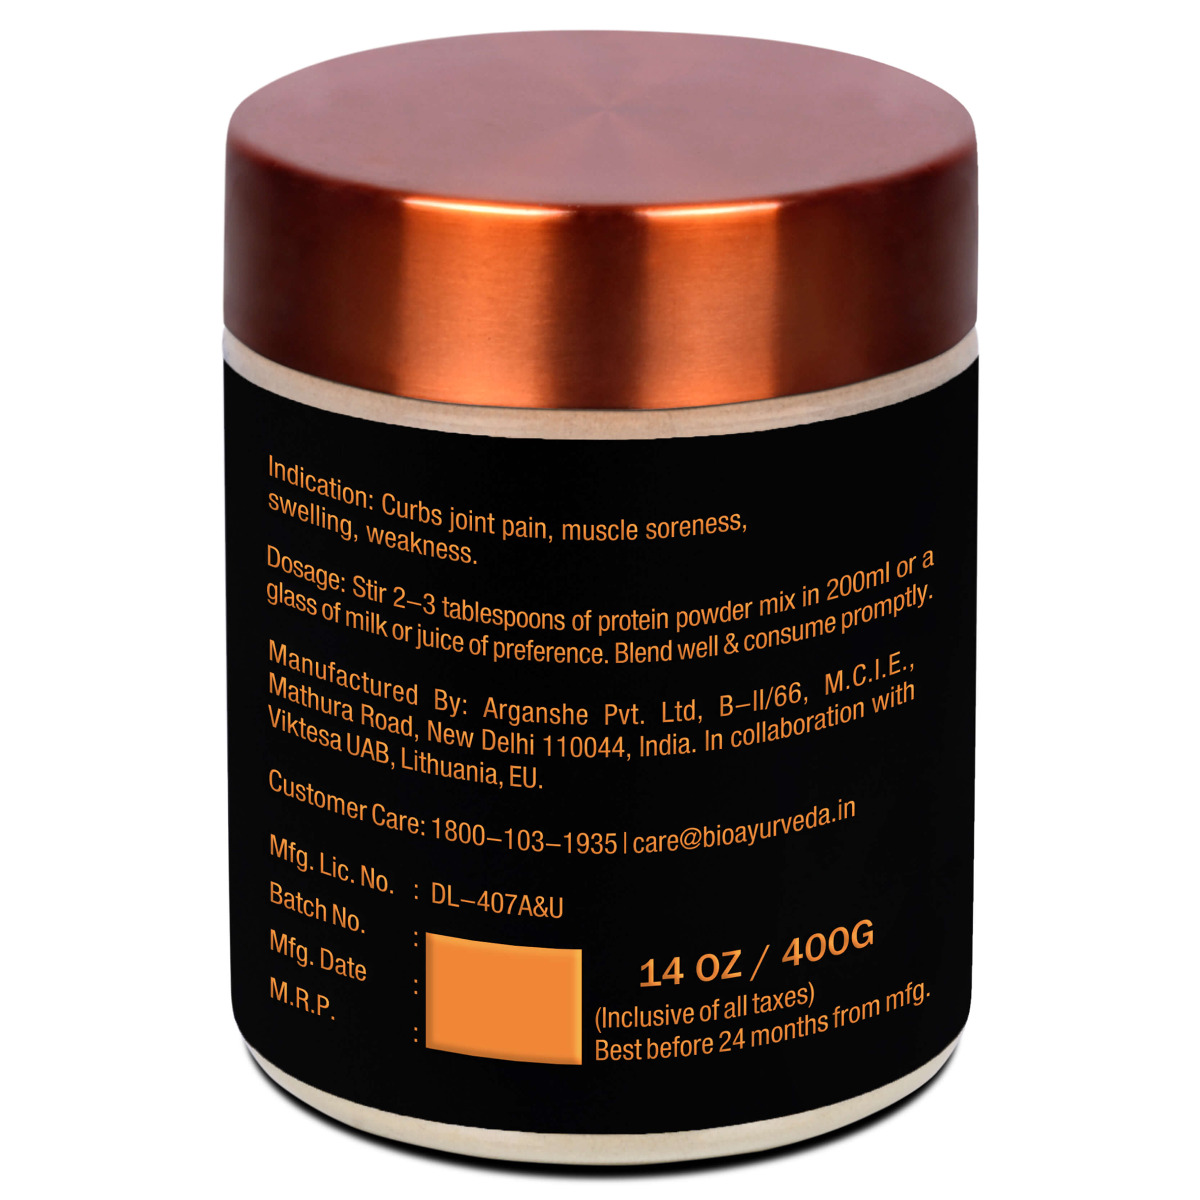 Indication: Curbs joint pain, muscle soreness,
swelling, weakness.
Dosage: Stir 2–3 tablespoons of protein powder mix in 200ml or a
glass of milk or juice of preference. Blend well & consume promptly.
Manufactured By: Arganshe Pvt. Ltd, B–II/66, M.C.I.E.,
Mathura Road, New Delhi 110044, India. In collaboration with
Viktesa UAB, Lithuania, EU.
Customer Care: 1800–103–1935 | care@bioayurveda.in
Mfg. Lic. No. : DL–407A&U
Batch No. :
Mfg. Date :
M.R.P. :
14 OZ / 400G
(Inclusive of all taxes)
Best before 24 months from mfg.